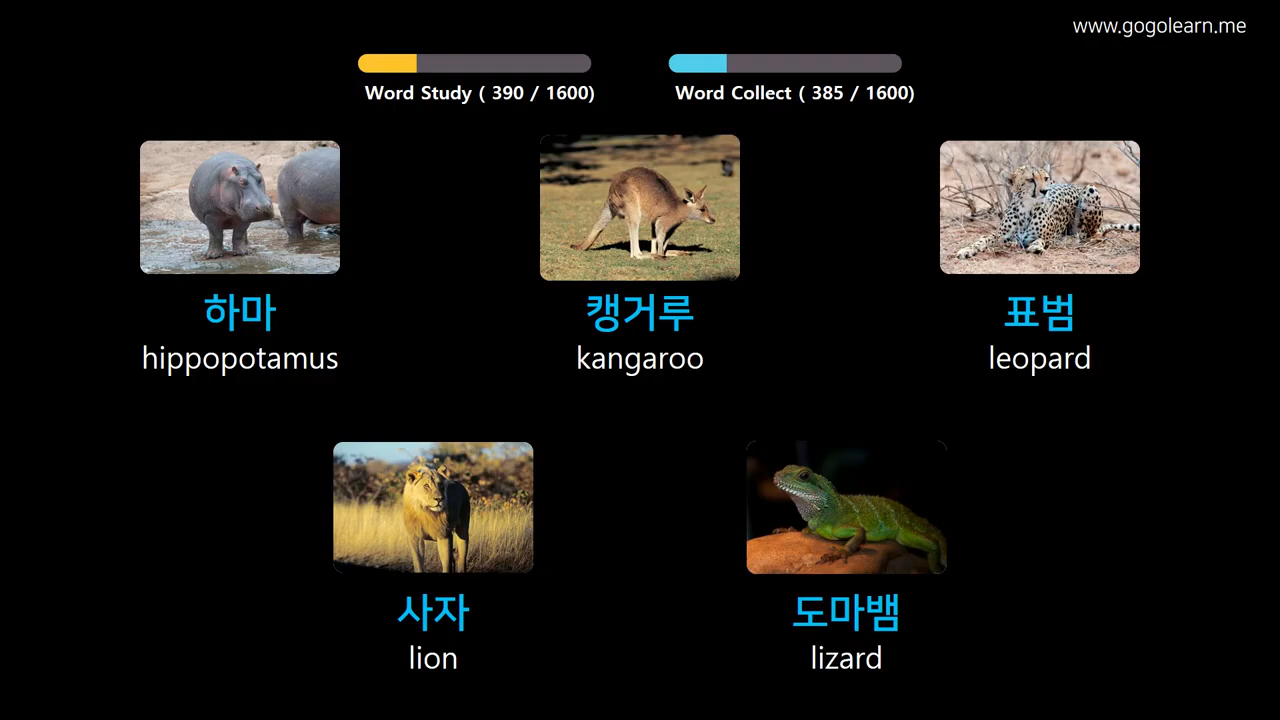 www.gogolearn.me
Word Study ( 390 / 1600)
Word Collect ( 385 / 1600)
하마
hippopotamus
캥거루
kangaroo
표범
leopard
사자
lion
도마뱀
lizard